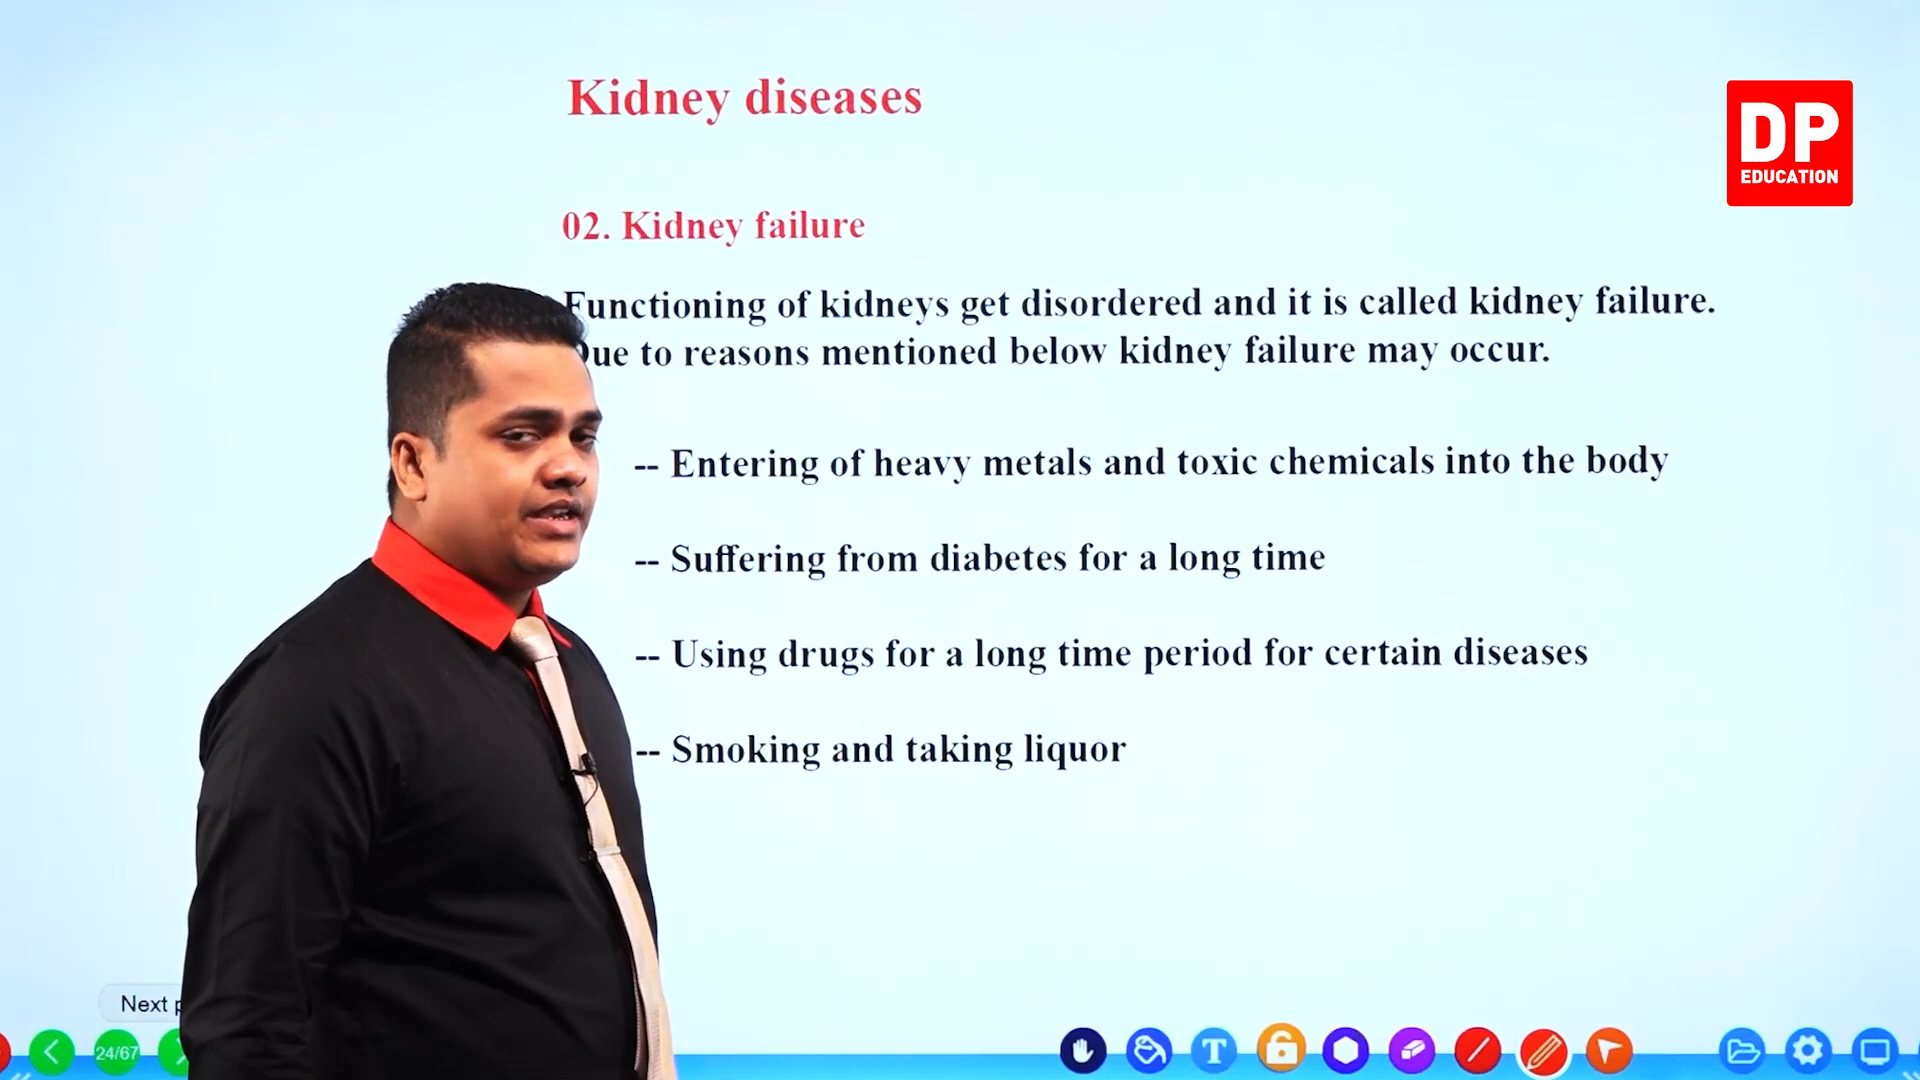 Kidney diseases
DP
EDUCATION
02. Kidney failure
Functioning of kidneys get disordered and it is called kidney failure.
Due to reasons mentioned below kidney failure may occur.
-- Entering of heavy metals and toxic chemicals into the body
-- Suffering from diabetes for a long time
-- Using drugs for a long time period for certain diseases
-- Smoking and taking liquor
Next
24/67
T